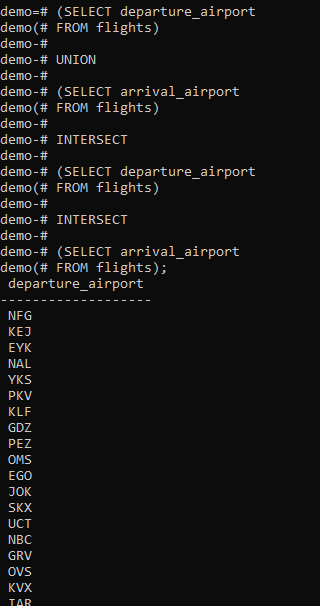 demo=# (SELECT departure_airport
demo(# FROM flights)
demo-#
demo-# UNION
demo-#
demo-# (SELECT arrival_airport
demo(# FROM flights)
demo-#
demo-# INTERSECT
demo-#
demo-# (SELECT departure_airport
demo(# FROM flights)
demo-#
demo-# INTERSECT
demo-#
demo-# (SELECT arrival_airport
demo(# FROM flights);
departure_airport
-------------------
NFG
KEJ
EYK
NAL
YKS
PKV
KLF
GDZ
PEZ
OMS
EGO
JOK
SKX
UCT
NBC
GRV
OVS
KVX
IAR